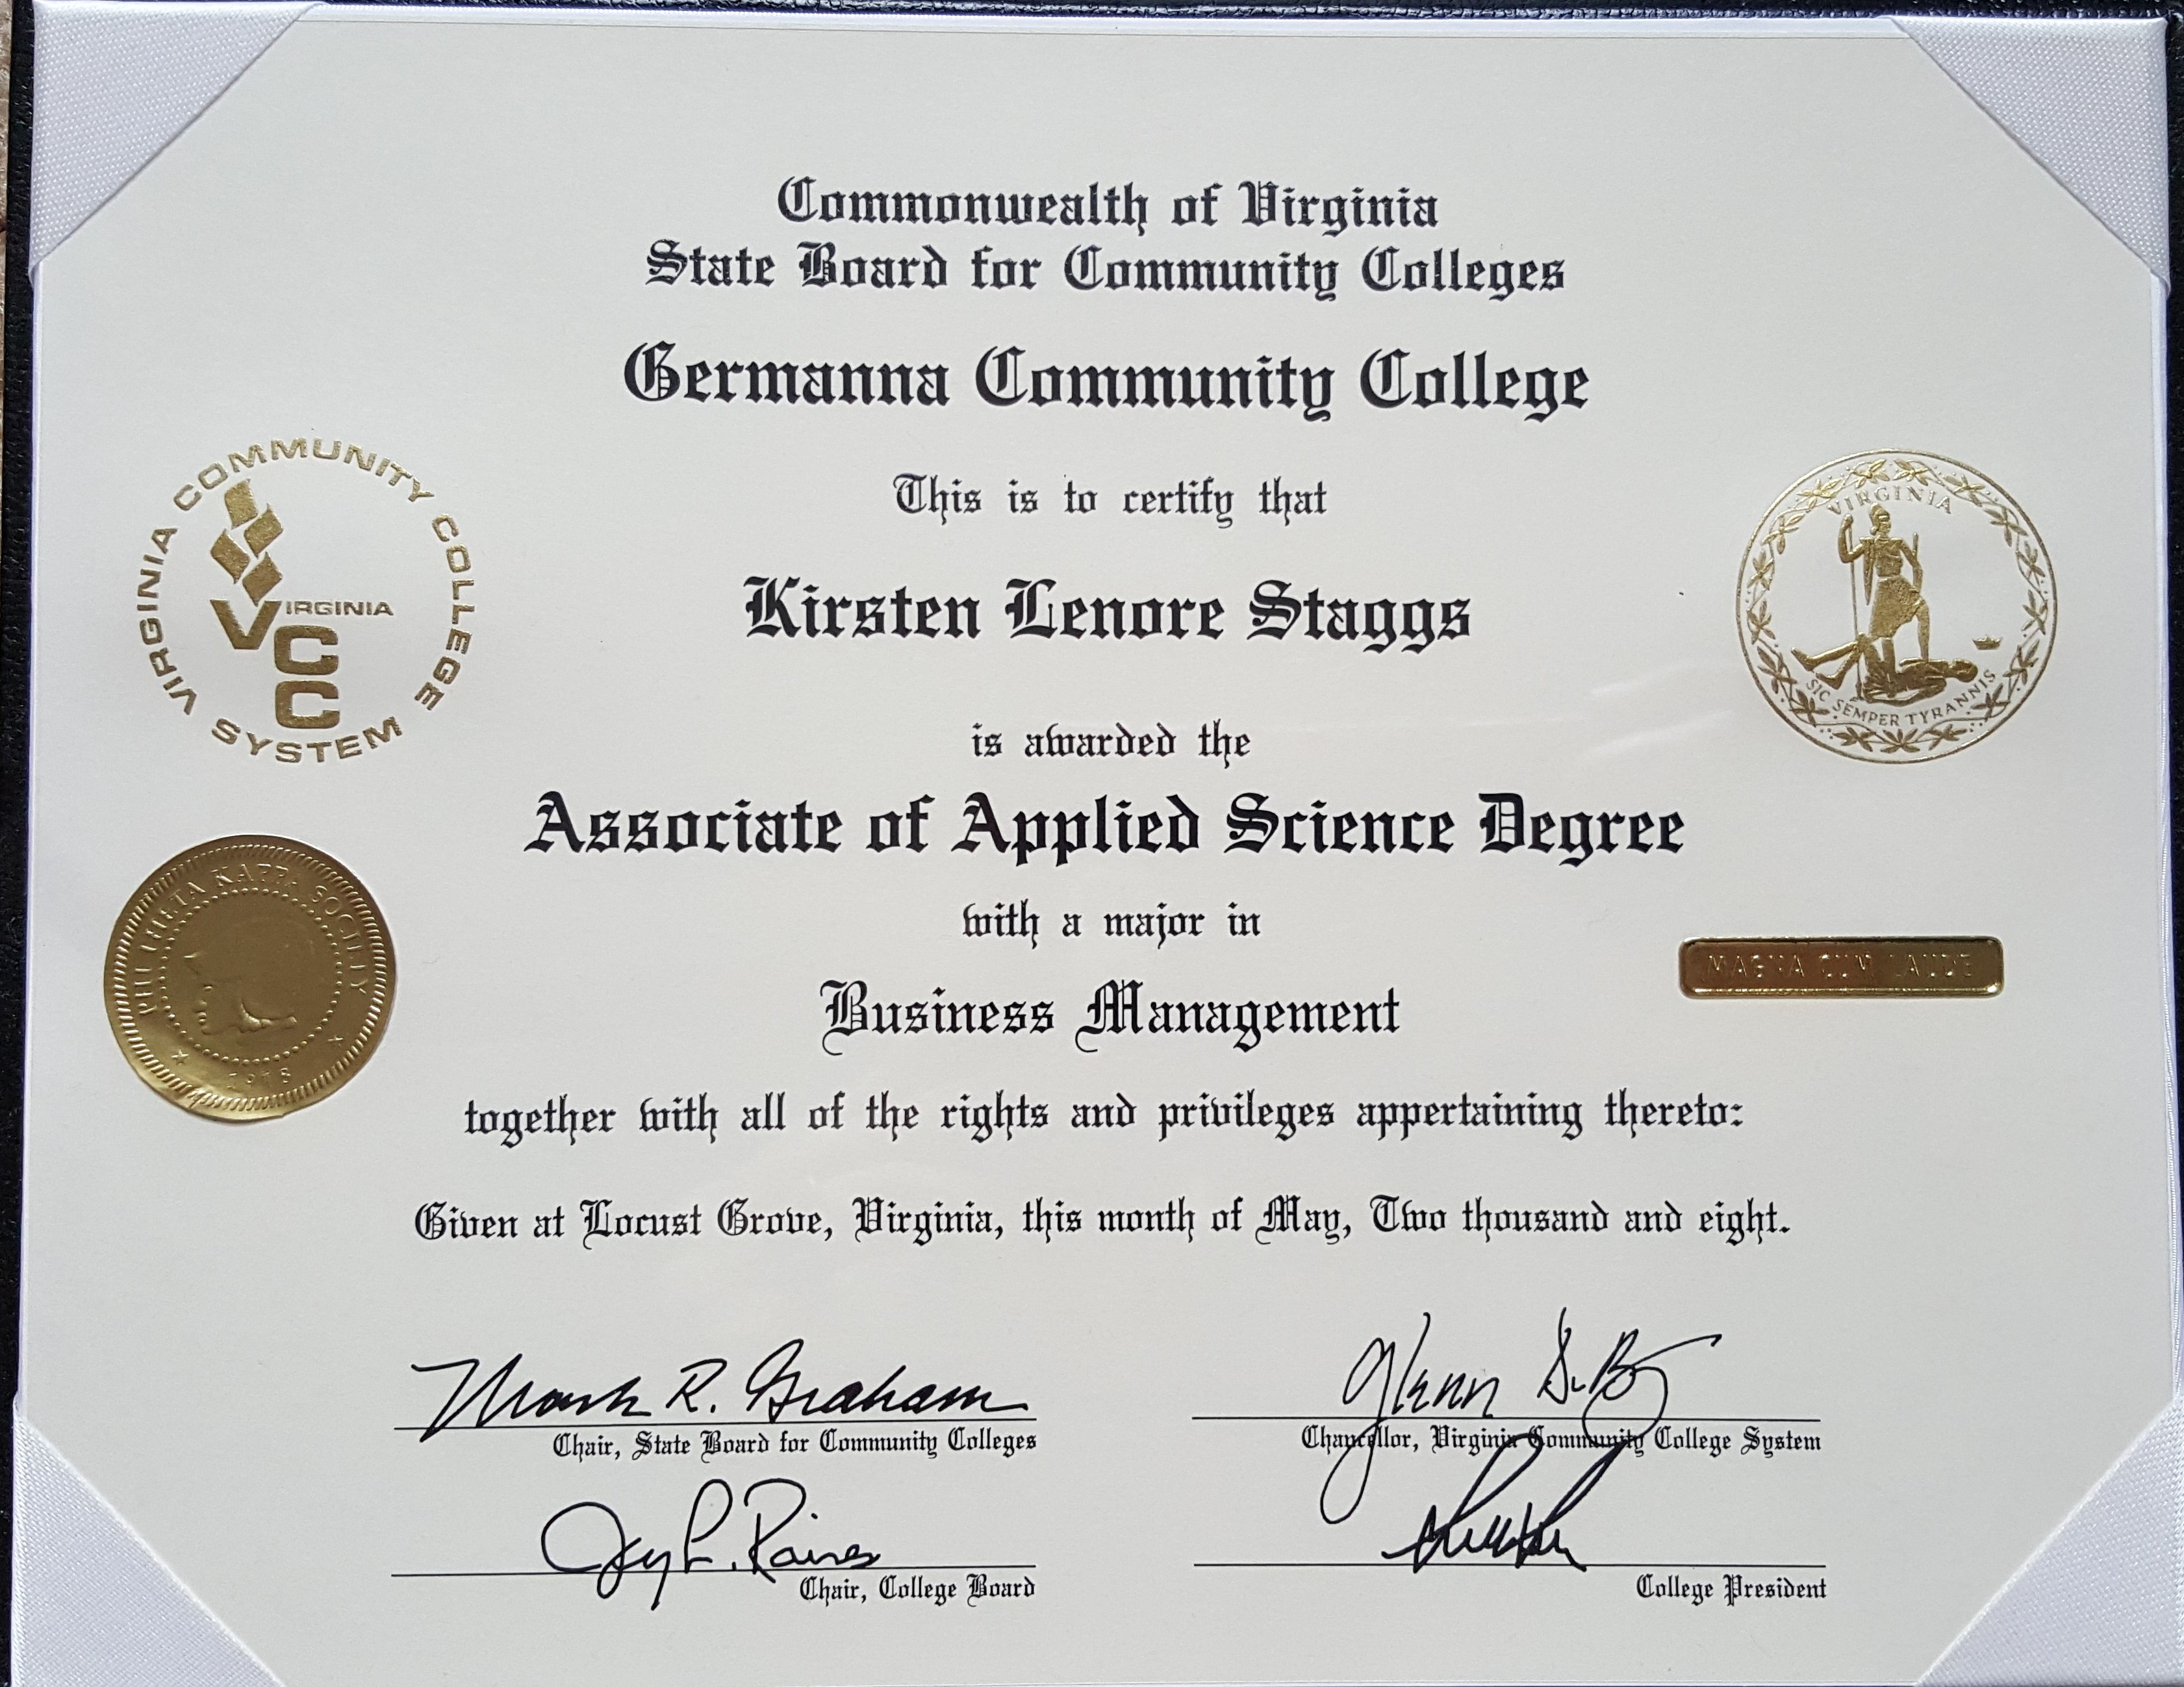 Commonwealth of Virginia
State Board for Community Colleges
Germanna Community College
This is to certify that
Kirsten Lenore Staggs
is awarded the
Associate of Applied Science Degree
with a major in
Business Management
together with all of the rights and privileges appertaining thereto:
Given at Locust Grove, Virginia, this month of May, Two thousand and eight.
VIRGINIA COMMUNITY COLLEGE SYSTEM
VIRGINIA
C
C
VIRGINIA
SIC SEMPER TYRANNIS
PHI THETA KAPPA SOCIETY
1918
MAGNA CUM LAUDE
Mark R. Graham
Chair, State Board for Community Colleges
Glenn
Chancellor, Virginia Community College System
Raines
Chair, College Board
College President